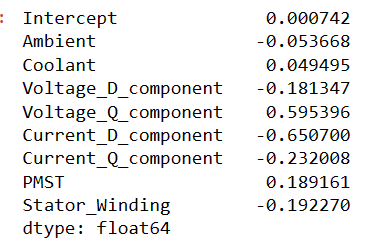 : Intercept 0.000742
Ambient -0.053668
Coolant 0.049495
Voltage_D_component -0.181347
Voltage_Q_component 0.595396
Current_D_component -0.650700
Current_Q_component -0.232008
PMST 0.189161
Stator_Winding -0.192270
dtype: float64